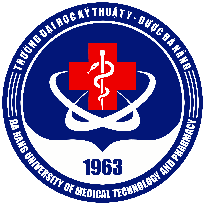 TRƯỜNG ĐẠI HỌC KỸ THUẬT Y - DƯỢC ĐÀ NẴNG
1963
DA NANG UNIVERSITY OF MEDICAL TECHNOLOGY AND PHARMACY